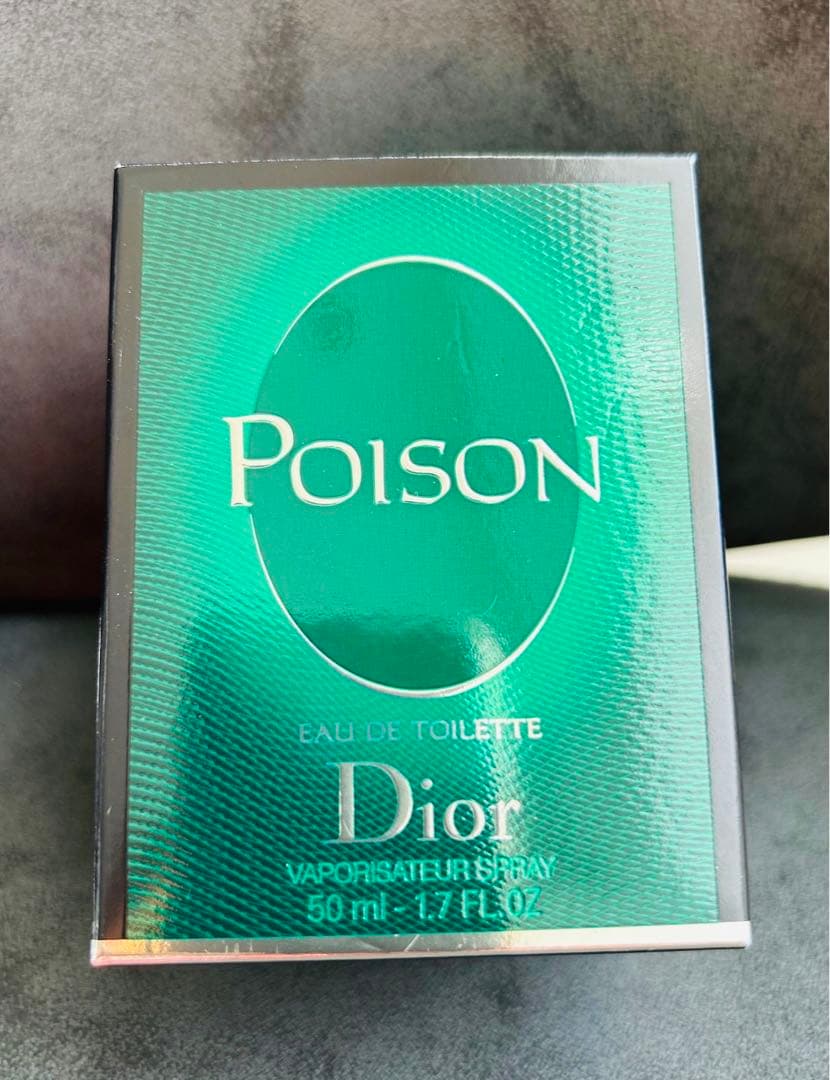 POISON
EAU DE TOILETTE
Dior
VAPORISATEUR SPRAY
50 ml - 1.7 FL.OZ